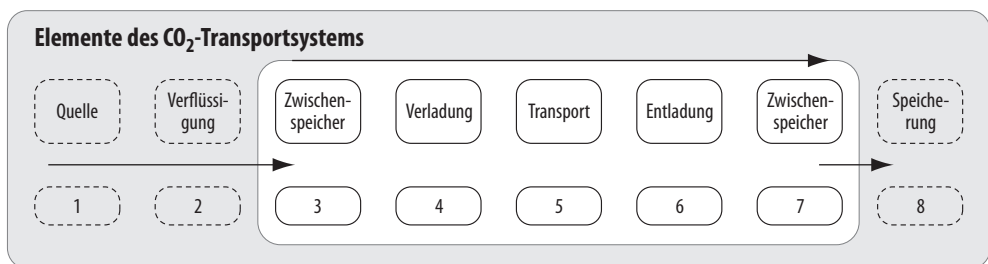 Elemente des CO₂-Transportsystems
Quelle
Verflüssi-
gung
Zwischen-
speicher
Verladung
Transport
Entladung
Zwischen-
speicher
Speiche-
rung
1
2
3
4
5
6
7
8